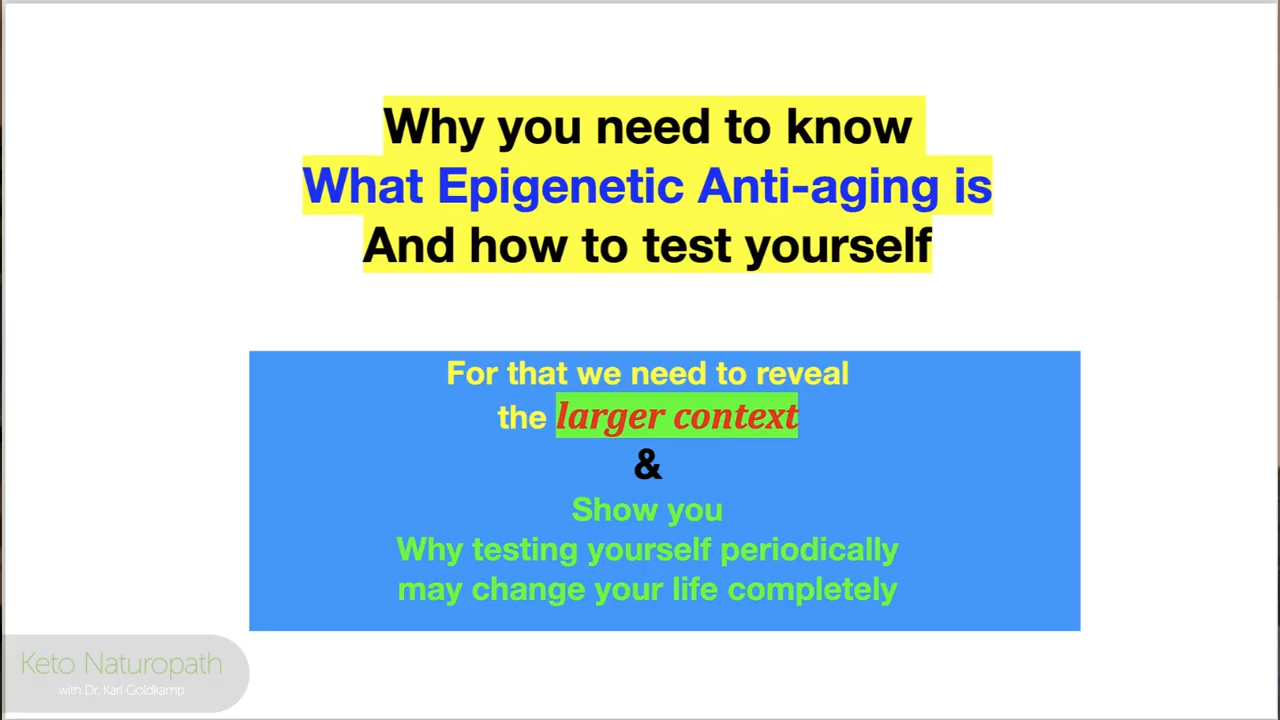 Why you need to know
What Epigenetic Anti-aging is
And how to test yourself
For that we need to reveal
the larger context
&
Show you
Why testing yourself periodically
may change your life completely
Keto Naturopath
with Dr. Karl Goldkamp